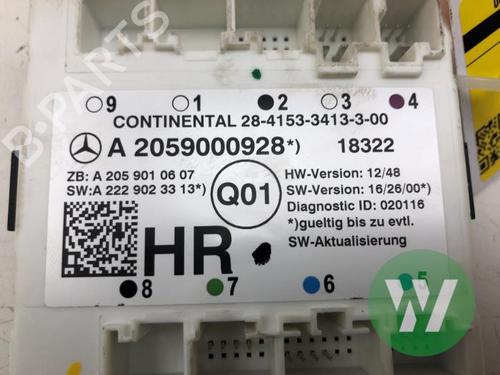 9 1 2 3 4
CONTINENTAL 28-4153-3413-3-00
A 2059000928*) 18322
ZB: A 205 901 06 07
SW:A 222 902 33 13*)
Q01
HW-Version: 12/48
SW-Version: 16/26/00*)
Diagnostic ID: 020116
*)gueltig bis zu evtl.
SW-Aktualisierung
HR
8 7 6 5
B-PARTS
W